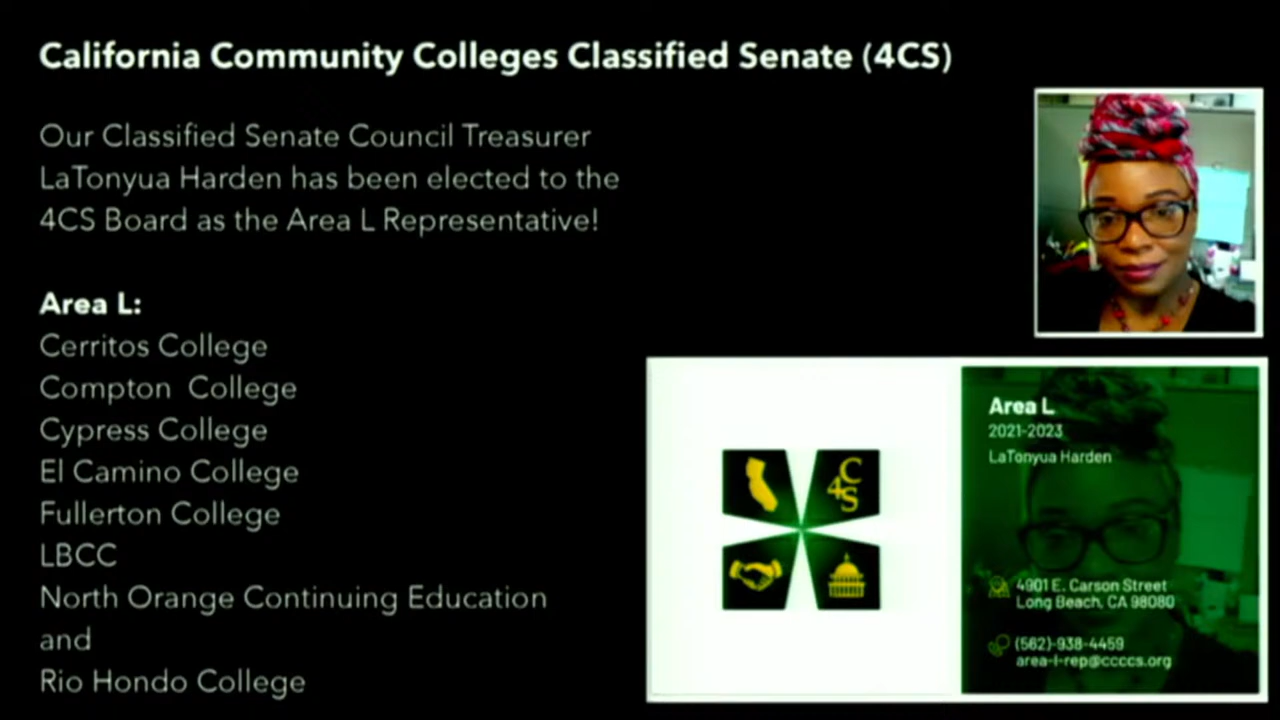 California Community Colleges Classified Senate (4CS)
Our Classified Senate Council Treasurer
LaTonyua Harden has been elected to the
4CS Board as the Area L Representative!
Area L:
Cerritos College
Compton College
Cypress College
El Camino College
Fullerton College
LBCC
North Orange Continuing Education
and
Rio Hondo College
C
4
S
Area L
2021-2023
LaTonyua Harden
4901 E. Carson Street
Long Beach, CA 98080
(562)-938-4459
area-l-rep@ccccs.org